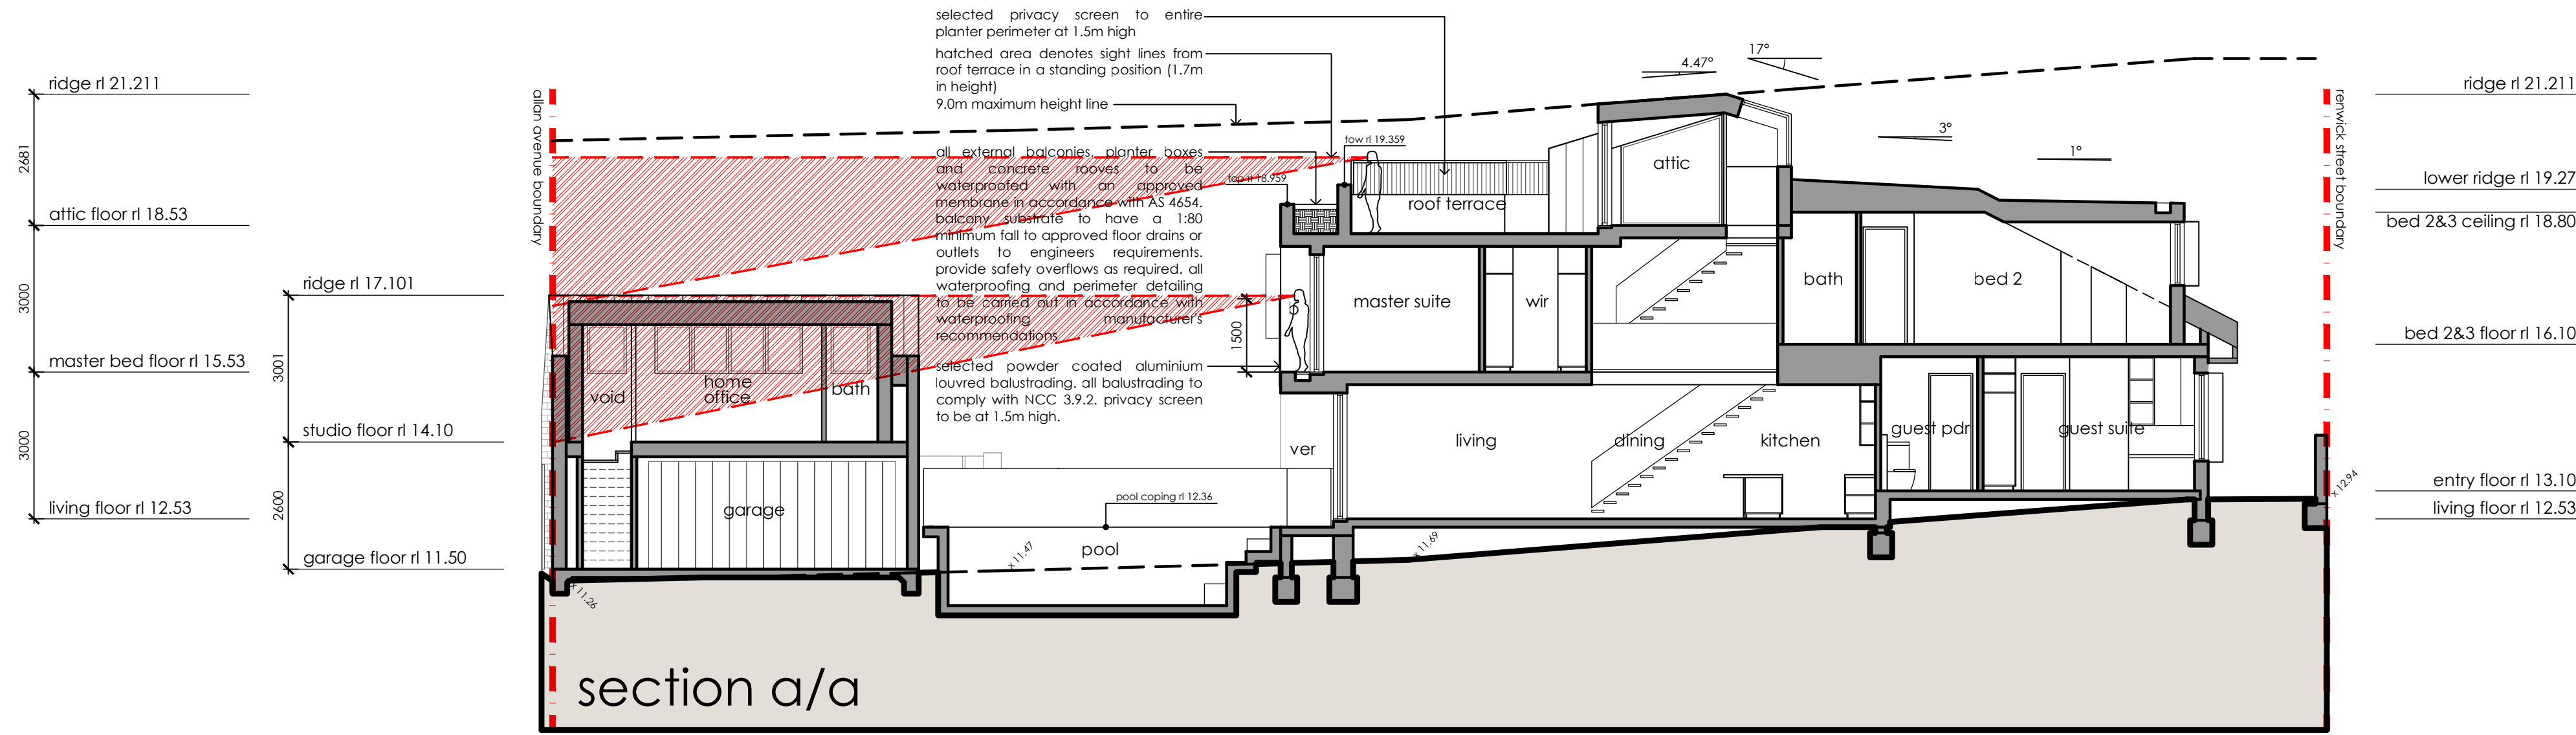 selected privacy screen to entire
planter perimeter at 1.5m high
hatched area denotes sight lines from
roof terrace in a standing position (1.7m
in height)
9.0m maximum height line
all external balconies, planter boxes
and concrete rooves to be
waterproofed with an approved
membrane in accordance with AS 4654.
balcony substrate to have a 1:80
minimum fall to approved floor drains or
outlets to engineers requirements.
provide safety overflows as required. all
waterproofing and perimeter detailing
to be carried out in accordance with
waterproofing manufacturer's
recommendations
selected powder coated aluminium
louvred balustrading. all balustrading to
comply with NCC 3.9.2. privacy screen
to be at 1.5m high.
ridge rl 21.211
2681
attic floor rl 18.53
3000
master bed floor rl 15.53
3000
living floor rl 12.53
ridge rl 17.101
3001
studio floor rl 14.10
2600
garage floor rl 11.50
allan avenue boundary
4.47°
17°
3°
1°
tow rl 19.359
top rl 18.959
1500
attic
roof terrace
master suite
wir
bath
bed 2
void
home
office
bath
garage
ver
living
dining
kitchen
guest pdr
guest suite
pool coping rl 12.36
pool
x 11.26
x 11.47
x 11.69
x 12.94
renwick street boundary
ridge rl 21.211
lower ridge rl 19.27
bed 2&3 ceiling rl 18.80
bed 2&3 floor rl 16.10
entry floor rl 13.10
living floor rl 12.53
section a/a